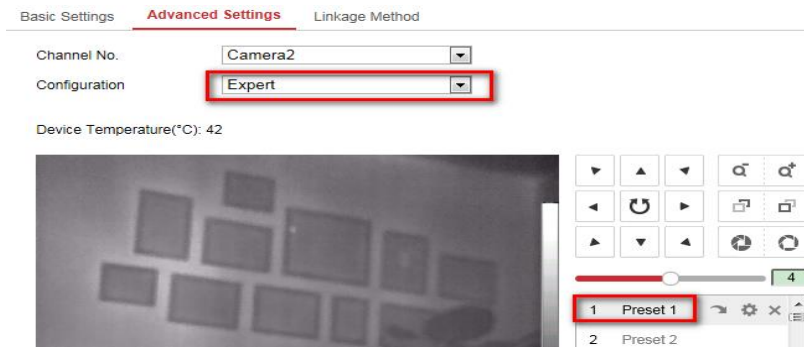 Basic Settings Advanced Settings Linkage Method
Channel No. Camera2
Configuration Expert
Device Temperature(°C): 42
4
1 Preset 1
2 Preset 2